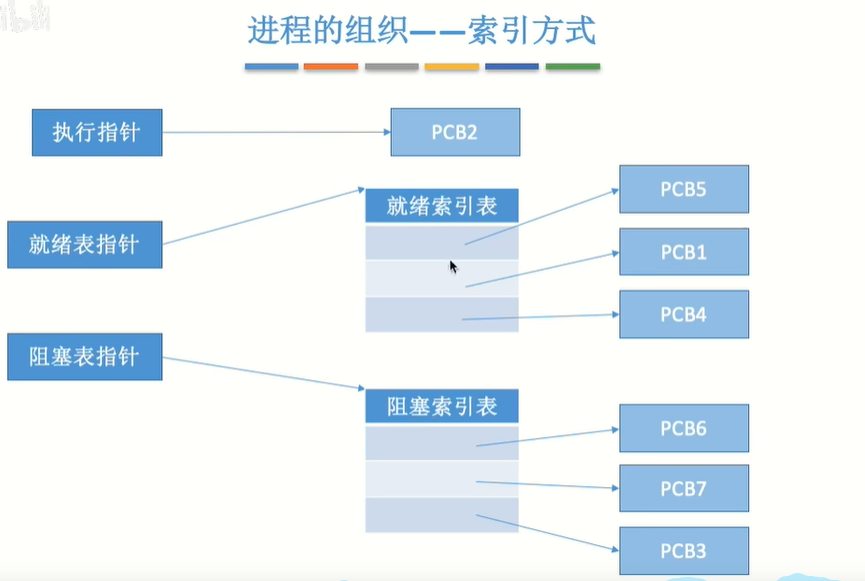 进程的组织——索引方式
执行指针
PCB2
就绪表指针
就绪索引表
PCB5
PCB1
PCB4
阻塞表指针
阻塞索引表
PCB6
PCB7
PCB3